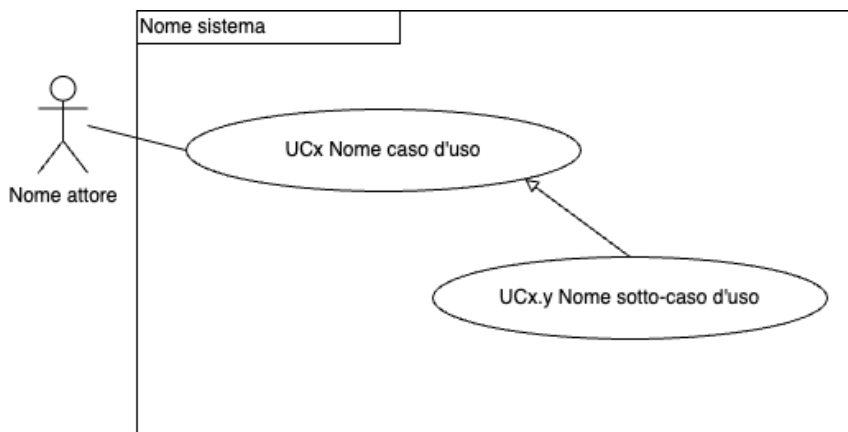 Nome sistema
UCx Nome caso d'uso
Nome attore
UCx.y Nome sotto-caso d'uso